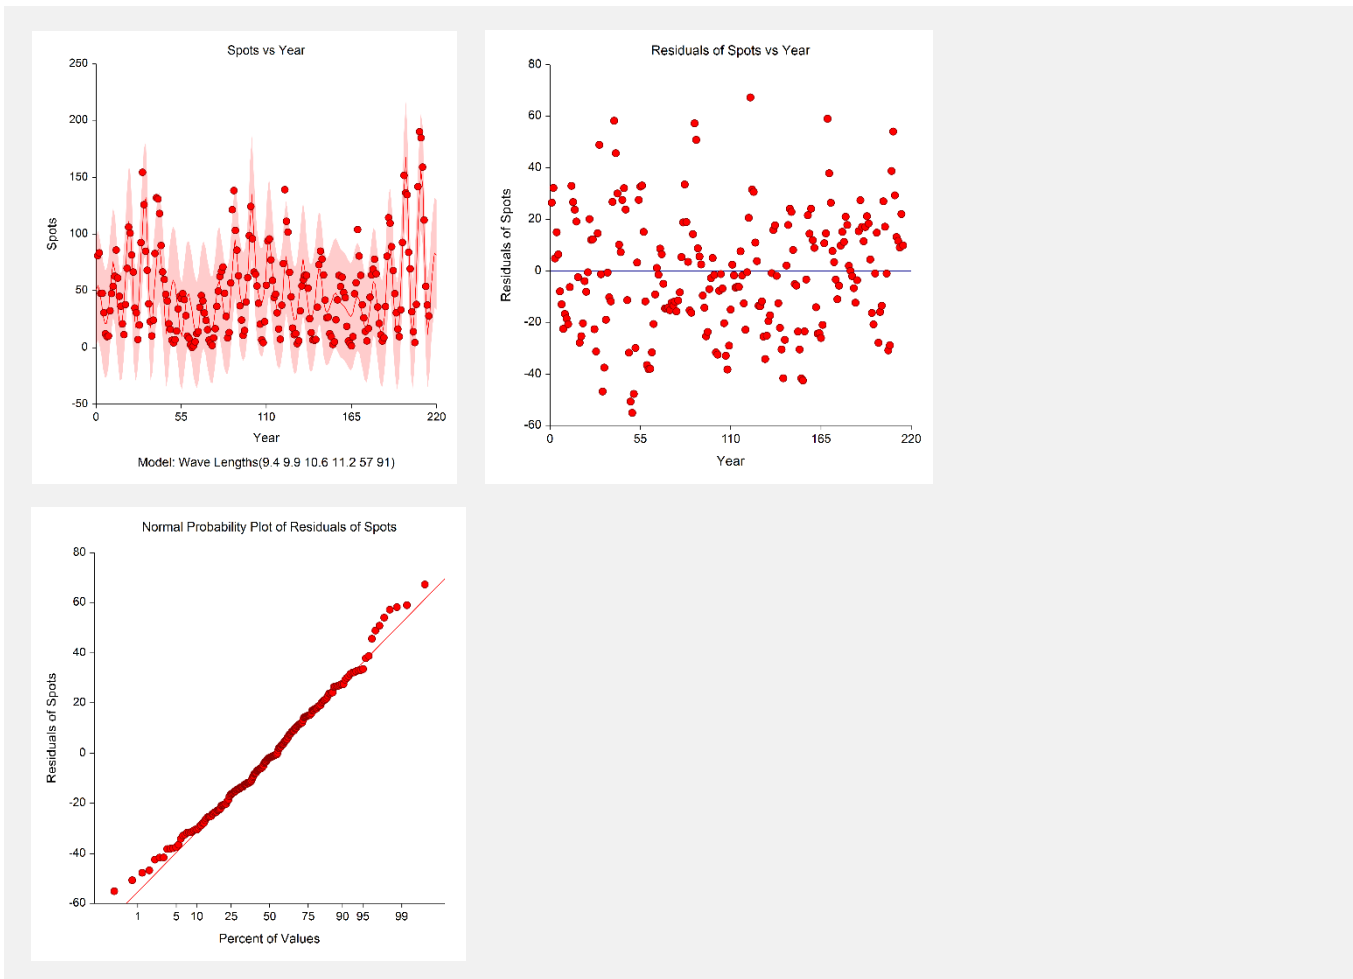 Spots vs Year
250
200
150
100
50
0
-50
Spots
0 55 110 165 220
Year
Model: Wave Lengths(9.4 9.9 10.6 11.2 57 91)
Residuals of Spots vs Year
80
60
40
20
0
-20
-40
-60
Residuals of Spots
0 55 110 165 220
Year
Normal Probability Plot of Residuals of Spots
80
60
40
20
0
-20
-40
-60
Residuals of Spots
1 5 10 25 50 75 90 95 99
Percent of Values